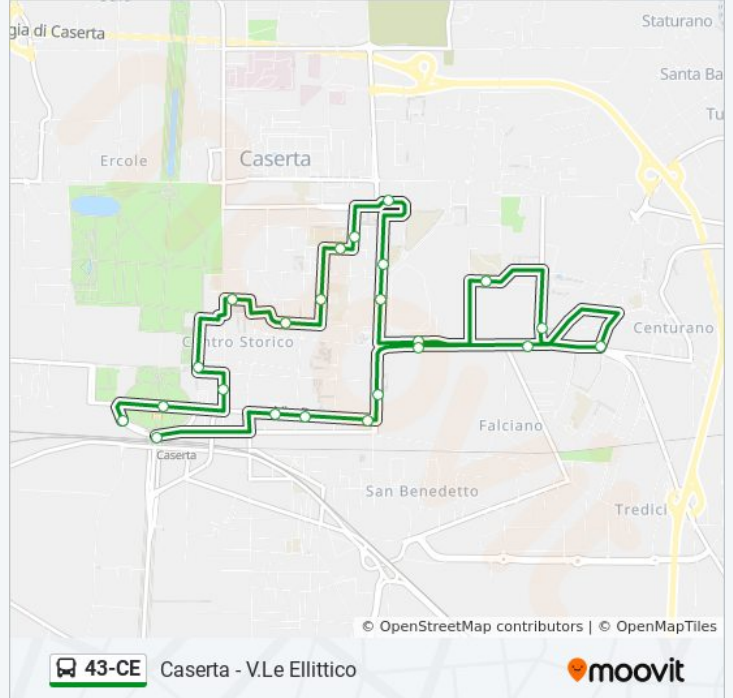 Staturano
gia di Caserta
Santa Ba
Tu
Ercole
Caserta
Centurano
Centro Storico
Falciano
Caserta
San Benedetto
Tredici
© OpenStreetMap contributors | © OpenMapTiles
43-CE Caserta - V.Le Ellittico moovit